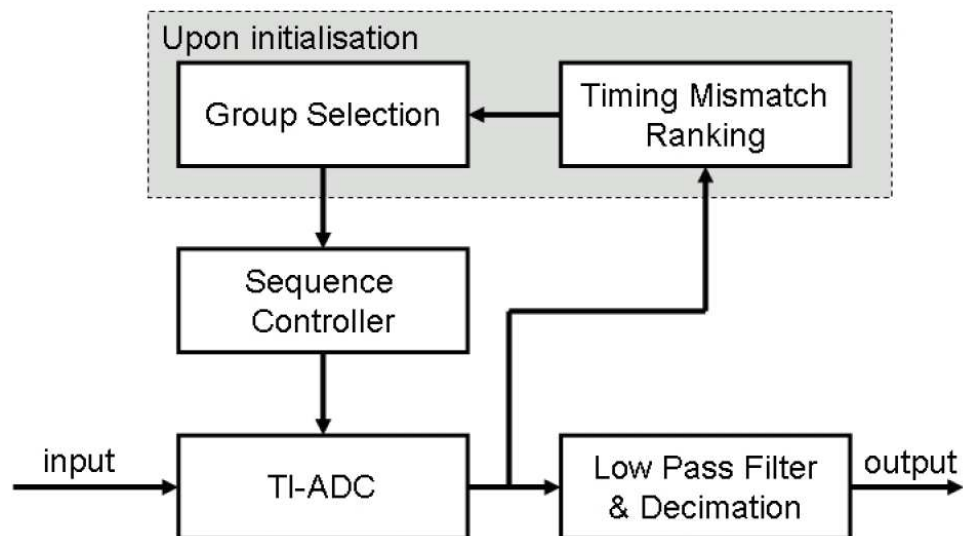 Upon initialisation
Group Selection
Timing Mismatch
Ranking
Sequence
Controller
input
TI-ADC
Low Pass Filter
& Decimation
output